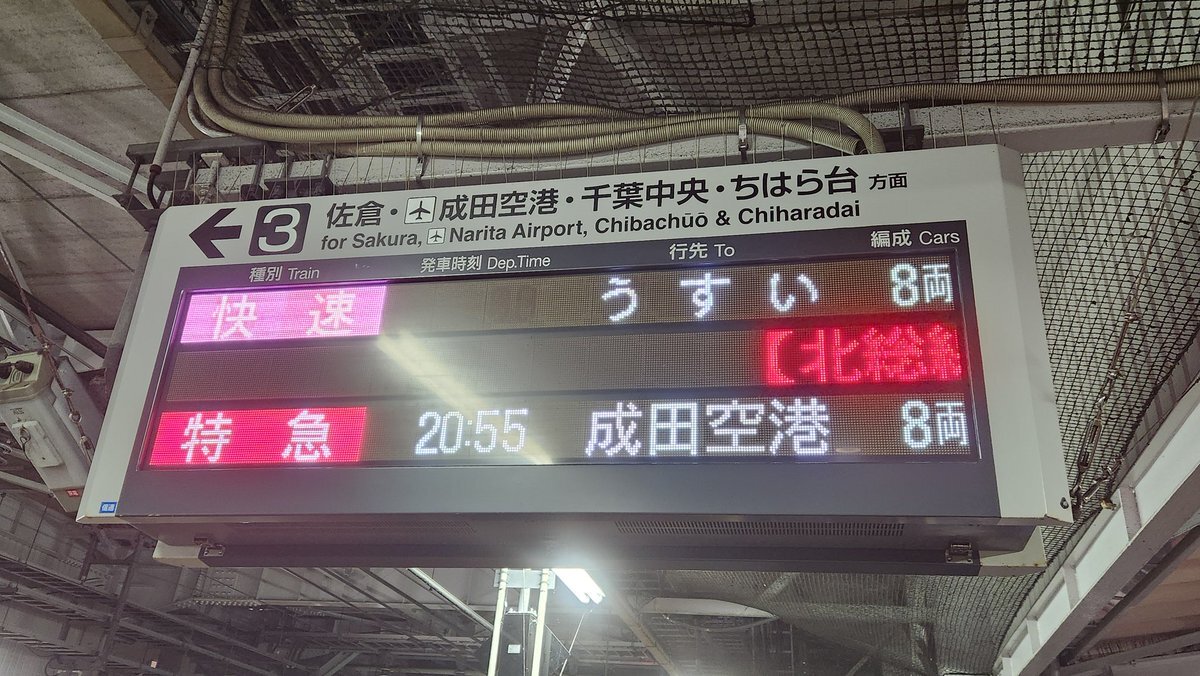 ← 3 佐倉・成田空港・千葉中央・ちはら台 方面
for Sakura, Narita Airport, Chibachūō & Chiharadai
種別 Train 発車時刻 Dep.Time 行先 To 編成 Cars
快速 うすい 8両
【北総線
特急 20:55 成田空港 8両